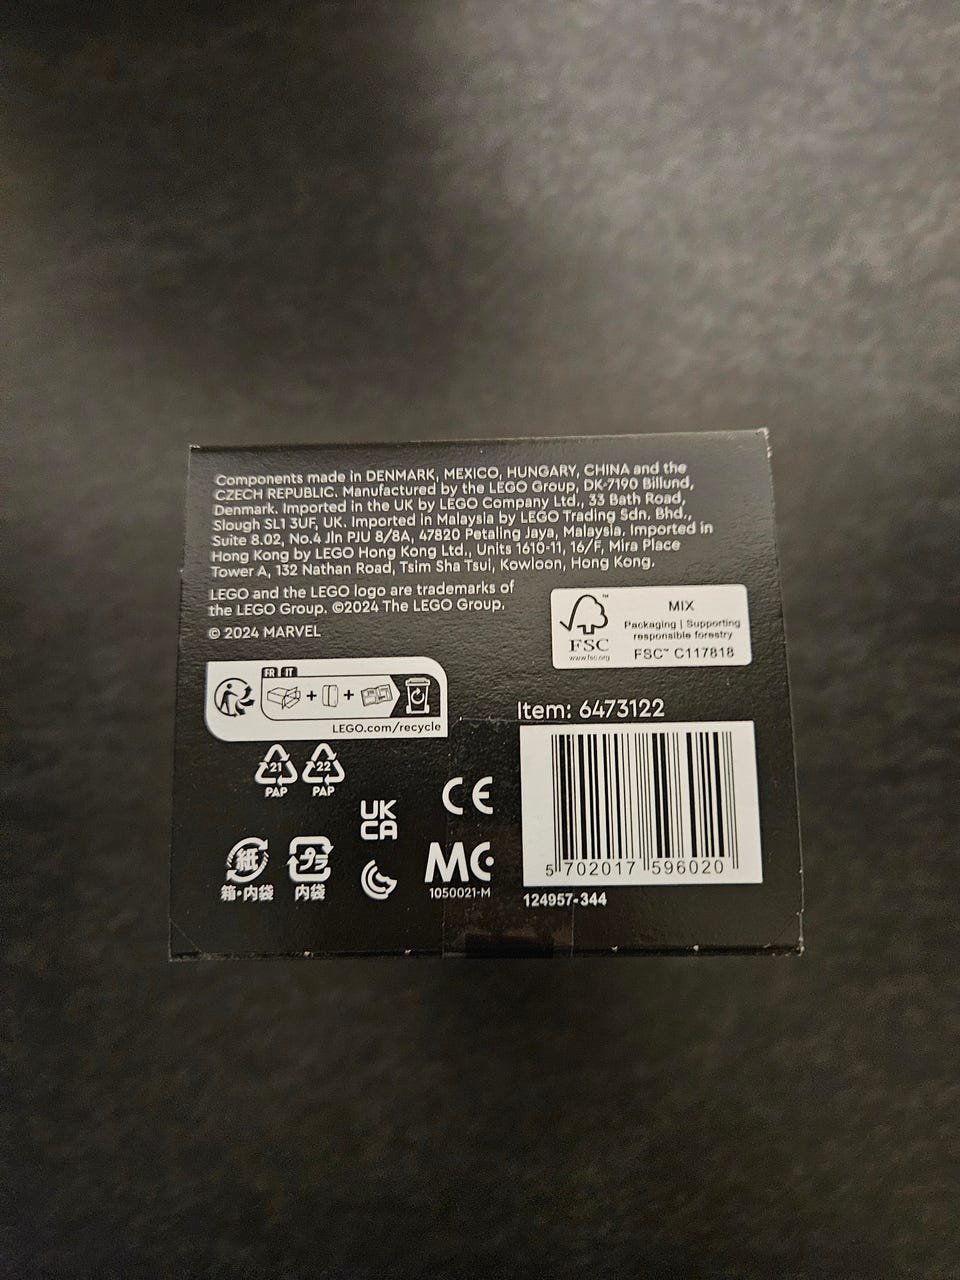 Components made in DENMARK, MEXICO, HUNGARY, CHINA and the
CZECH REPUBLIC. Manufactured by the LEGO Group, DK-7190 Billund,
Denmark. Imported in the UK by LEGO Company Ltd., 33 Bath Road,
Slough SL1 3UF, UK. Imported in Malaysia by LEGO Trading Sdn. Bhd.,
Suite 8.02, No.4 Jln PJU 8/8A, 47820 Petaling Jaya, Malaysia. Imported in
Hong Kong by LEGO Hong Kong Ltd., Units 1610-11, 16/F, Mira Place
Tower A, 132 Nathan Road, Tsim Sha Tsui, Kowloon, Hong Kong.
LEGO and the LEGO logo are trademarks of
the LEGO Group. ©2024 The LEGO Group.
© 2024 MARVEL
FSC
www.fsc.org
MIX
Packaging | Supporting
responsible forestry
FSC™ C117818
FR IT
LEGO.com/recycle
21 22
PAP PAP
UK
CA
CE
紙 プラ
箱・内袋 内袋
MC
1050021-M
Item: 6473122
5 702017 596020
124957-344